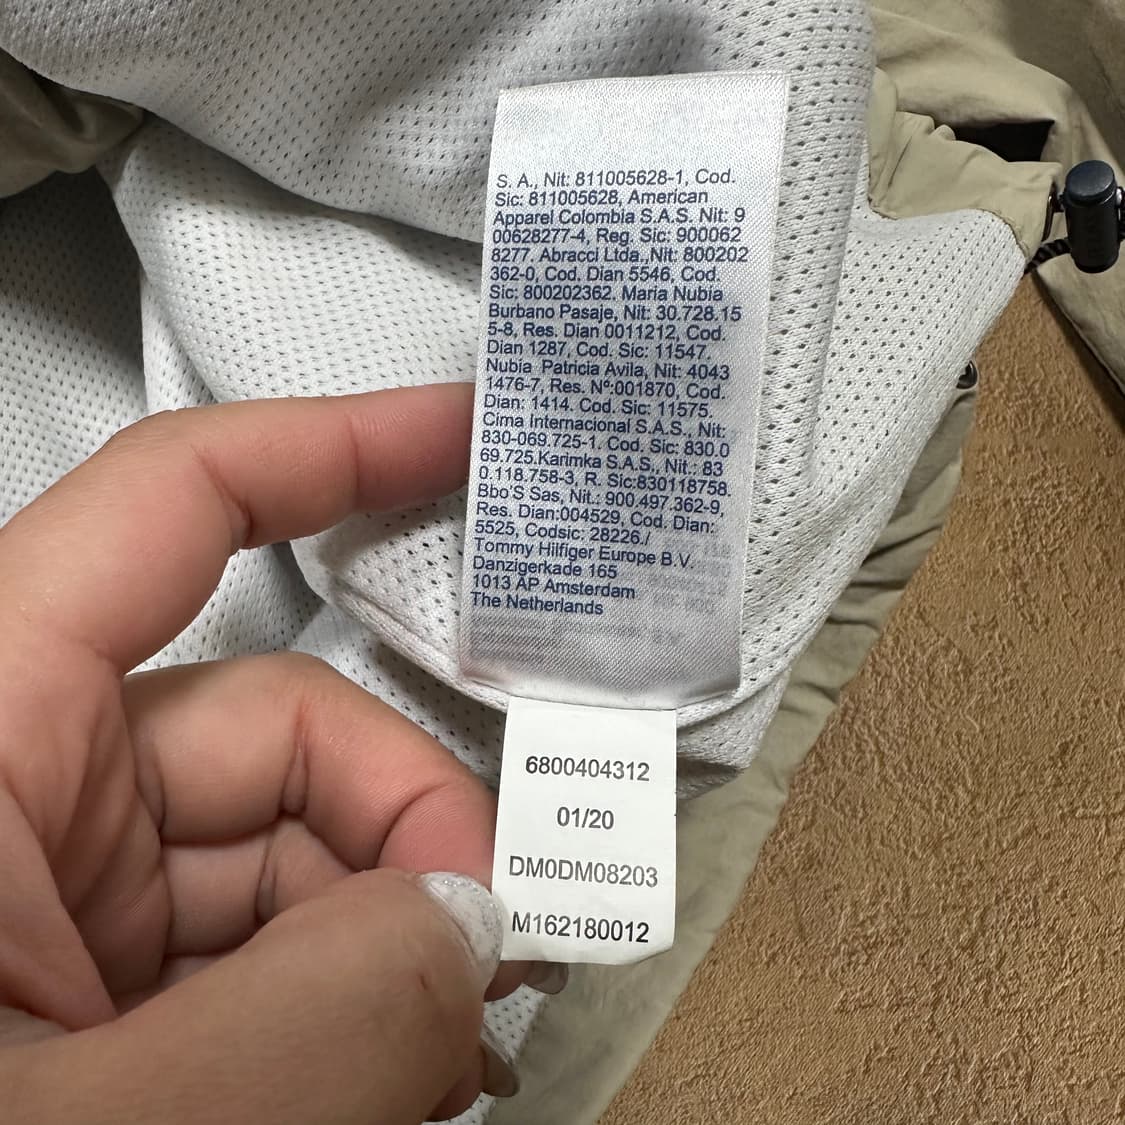 S. A., Nit: 811005628-1, Cod.
Sic: 811005628, American
Apparel Colombia S.A.S. Nit: 9
00628277-4, Reg. Sic: 900062
8277. Abracci Ltda.,Nit: 800202
362-0, Cod. Dian 5546, Cod.
Sic: 800202362. Maria Nubia
Burbano Pasaje, Nit: 30.728.15
5-8, Res. Dian 0011212, Cod.
Dian 1287, Cod. Sic: 11547.
Nubia Patricia Avila, Nit: 4043
1476-7, Res. Nº:001870, Cod.
Dian: 1414. Cod. Sic: 11575.
Cima Internacional S.A.S., Nit:
830-069.725-1. Cod. Sic: 830.0
69.725.Karimka S.A.S., Nit.: 83
0.118.758-3, R. Sic:830118758.
Bbo'S Sas, Nit.: 900.497.362-9,
Res. Dian:004529, Cod. Dian:
5525, Codsic: 28226./
Tommy Hilfiger Europe B.V.
Danzigerkade 165
1013 AP Amsterdam
The Netherlands
6800404312
01/20
DM0DM08203
M162180012